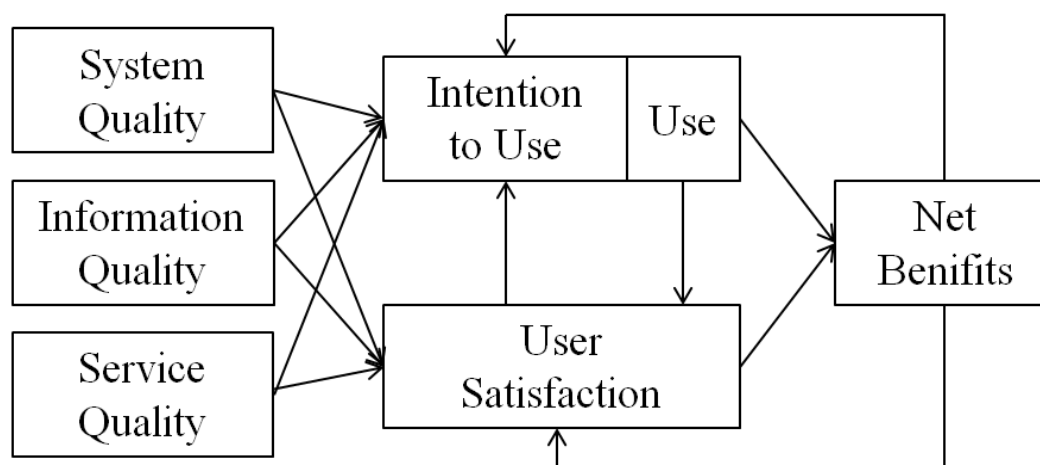 System
Quality
Information
Quality
Service
Quality
Intention
to Use
Use
User
Satisfaction
Net
Benifits